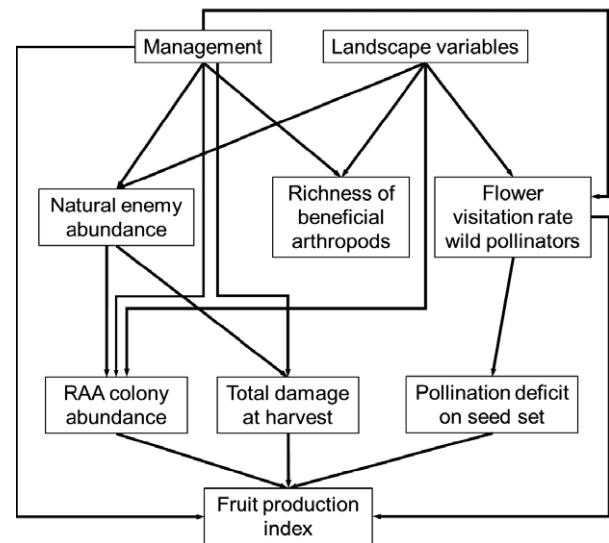 Management
Landscape variables
Natural enemy
abundance
Richness of
beneficial
arthropods
Flower
visitation rate
wild pollinators
RAA colony
abundance
Total damage
at harvest
Pollination deficit
on seed set
Fruit production
index